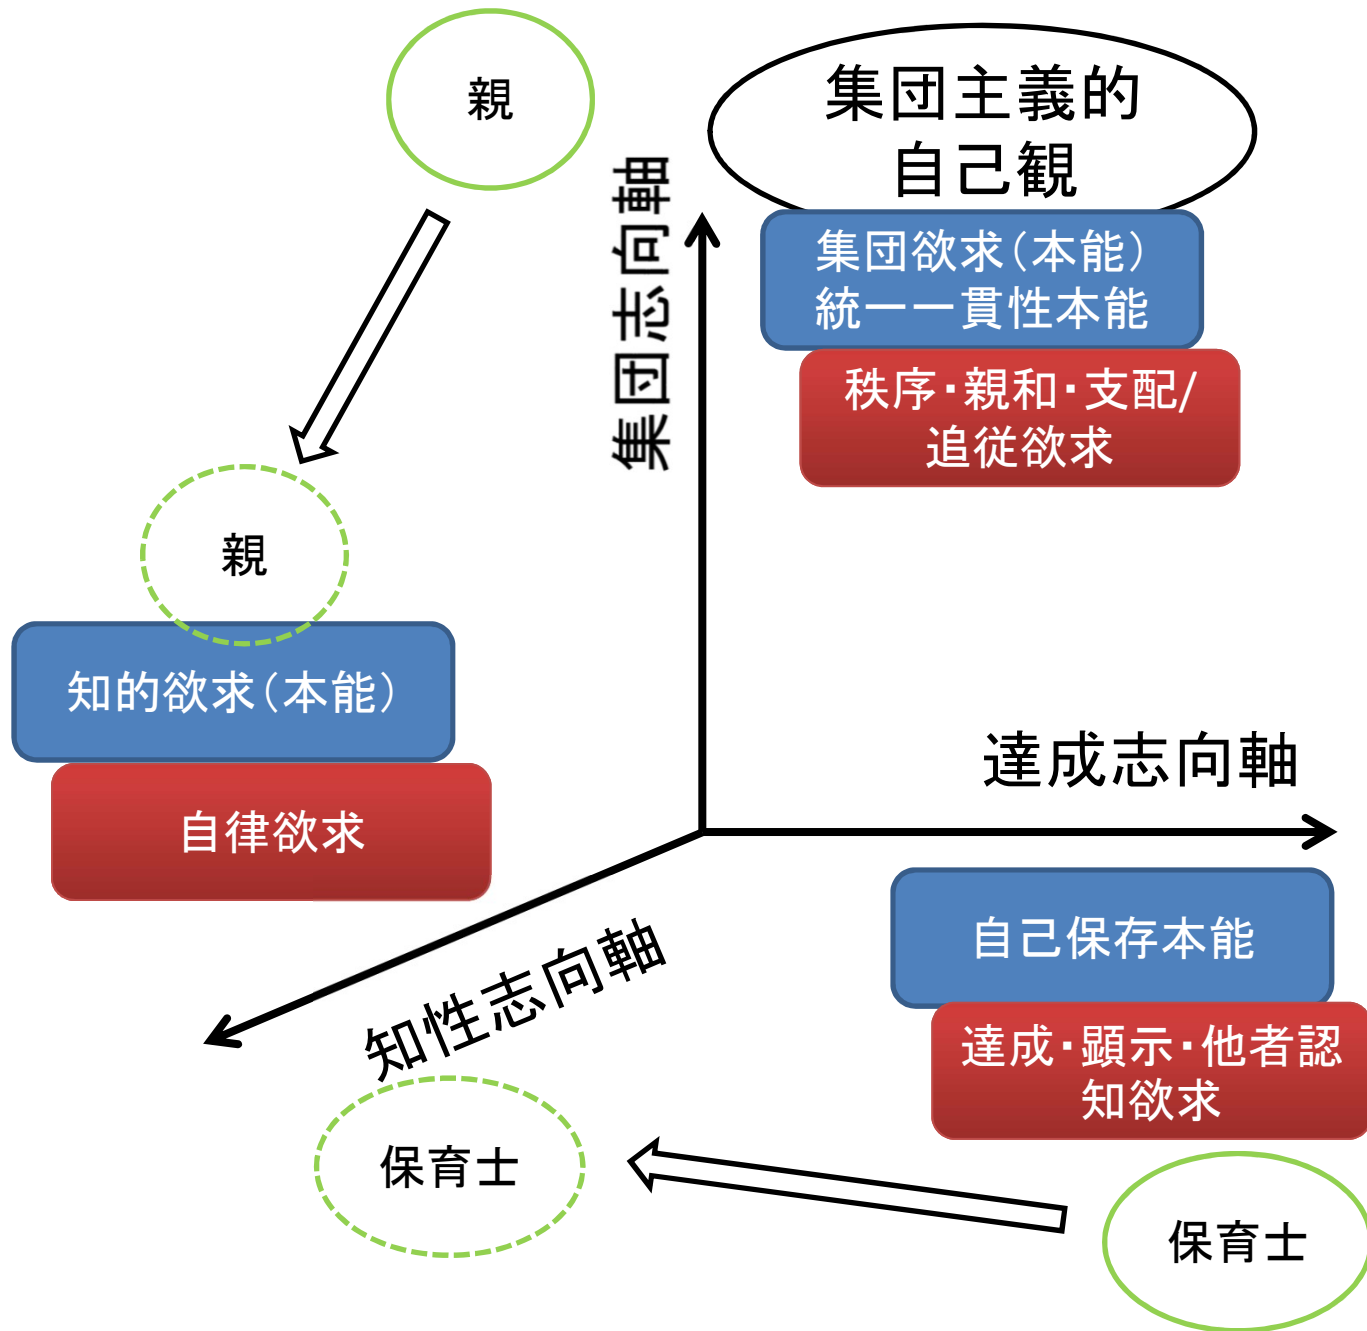 親
集団主義的
自己観
集団志向軸
集団欲求(本能)
統一一貫性本能
秩序・親和・支配/
追従欲求
親
知的欲求(本能)
自律欲求
達成志向軸
自己保存本能
知性志向軸
達成・顕示・他者認
知欲求
保育士
保育士